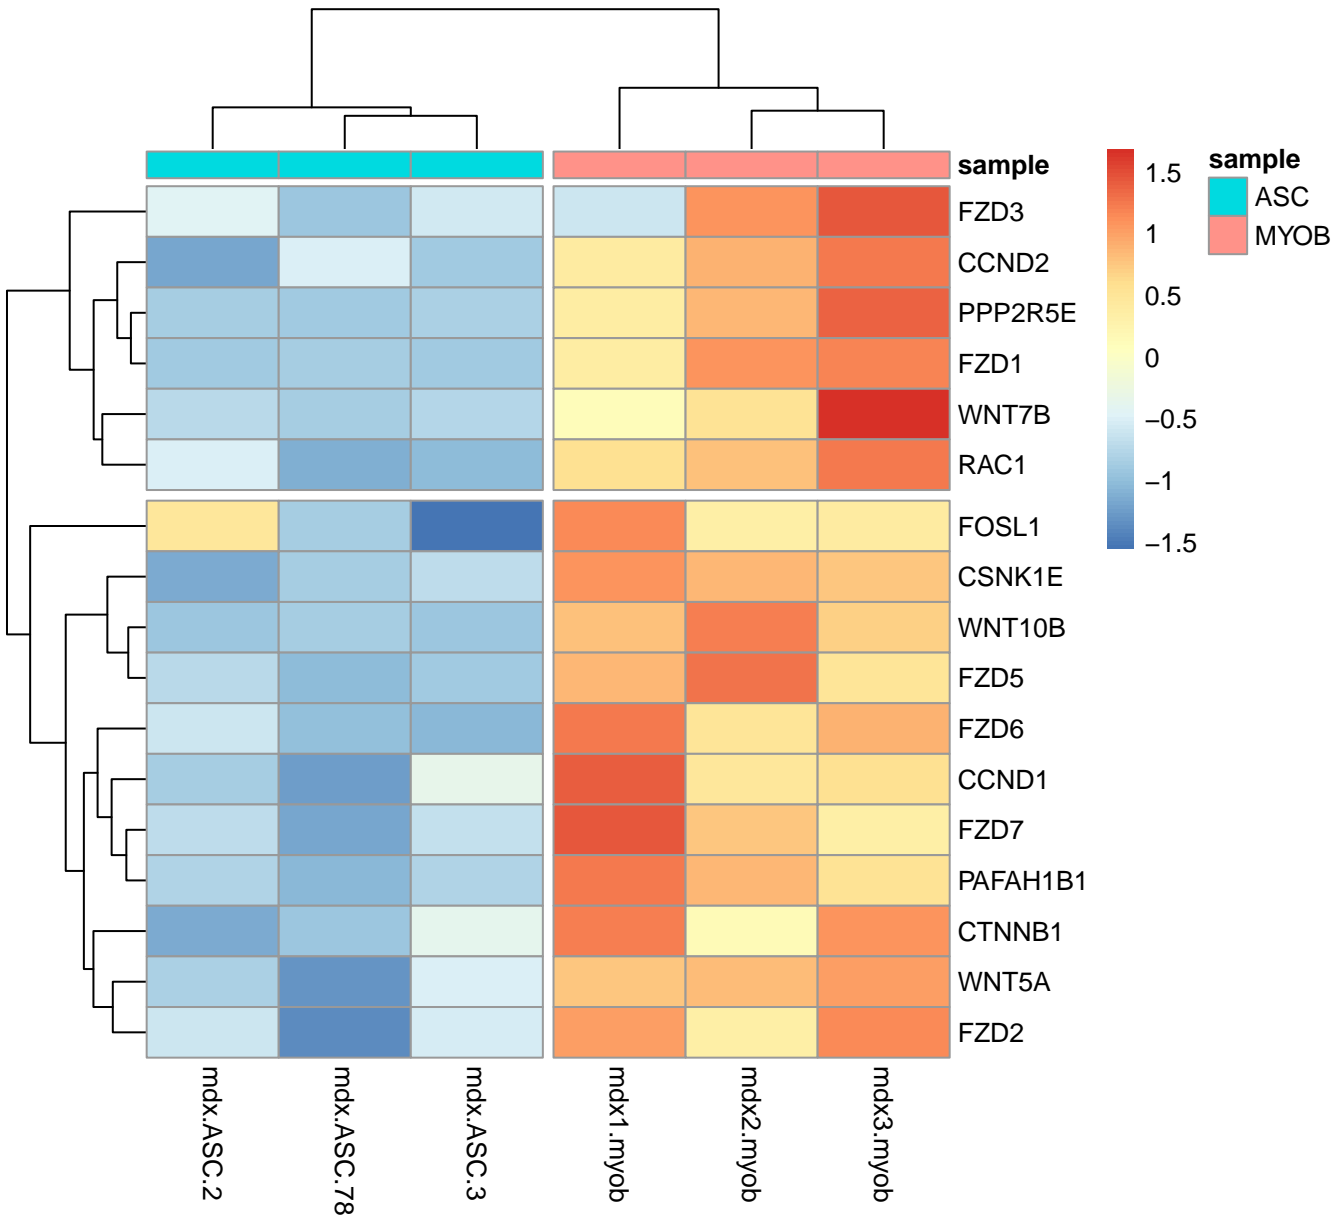 sample
FZD3
CCND2
PPP2R5E
FZD1
WNT7B
RAC1
FOSL1
CSNK1E
WNT10B
FZD5
FZD6
CCND1
FZD7
PAFAH1B1
CTNNB1
WNT5A
FZD2
mdx.ASC.2
mdx.ASC.78
mdx.ASC.3
mdx1.myob
mdx2.myob
mdx3.myob
1.5
1
0.5
0
−0.5
−1
−1.5
sample
ASC
MYOB